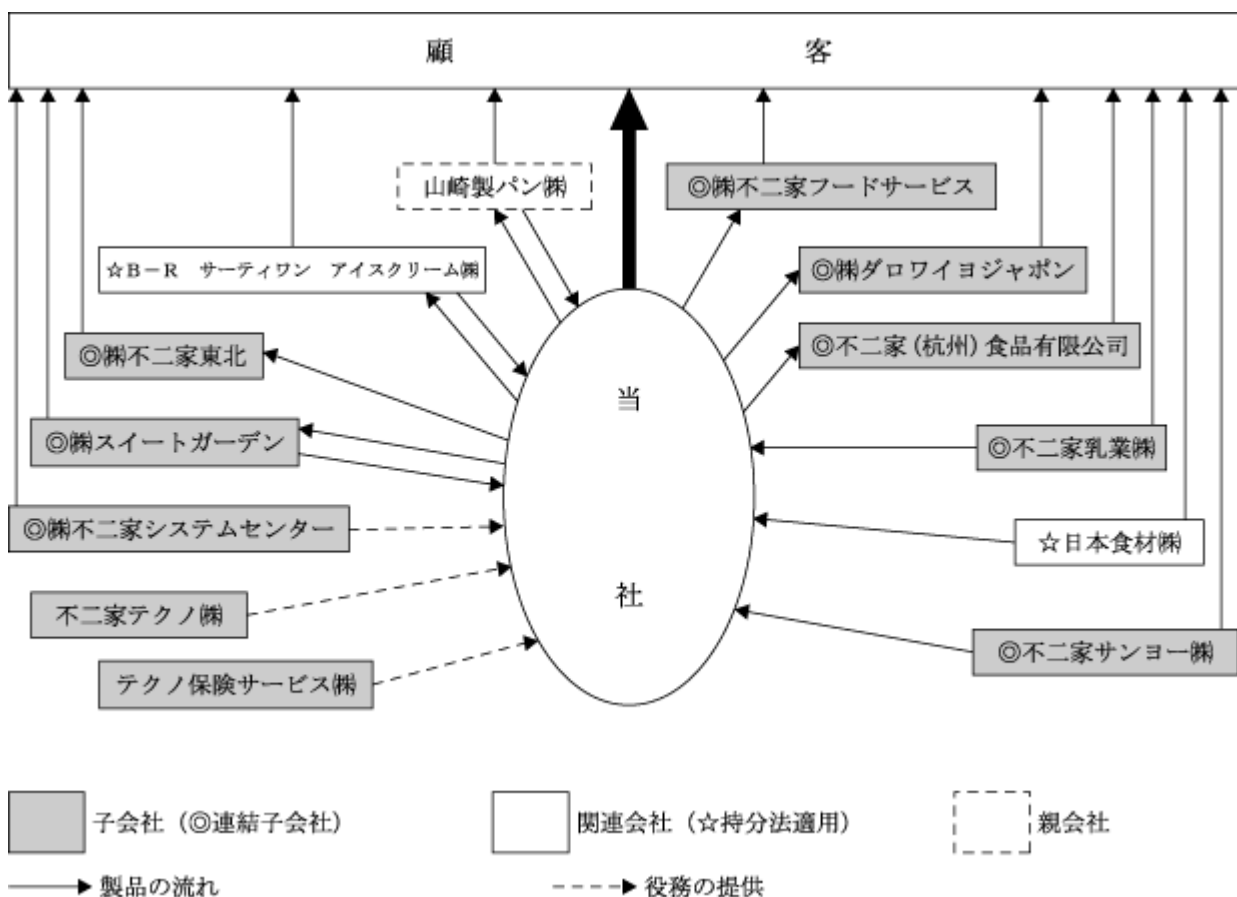 顧客
山崎製パン㈱
◎㈱不二家フードサービス
☆B－R　サーティワン　アイスクリーム㈱
◎㈱ダロワイヨジャポン
◎㈱不二家東北
◎不二家(杭州)食品有限公司
当社
◎㈱スイートガーデン
◎不二家乳業㈱
◎㈱不二家システムセンター
☆日本食材㈱
不二家テクノ㈱
◎不二家サンヨー㈱
テクノ保険サービス㈱
子会社（◎連結子会社）
関連会社（☆持分法適用）
親会社
製品の流れ
役務の提供